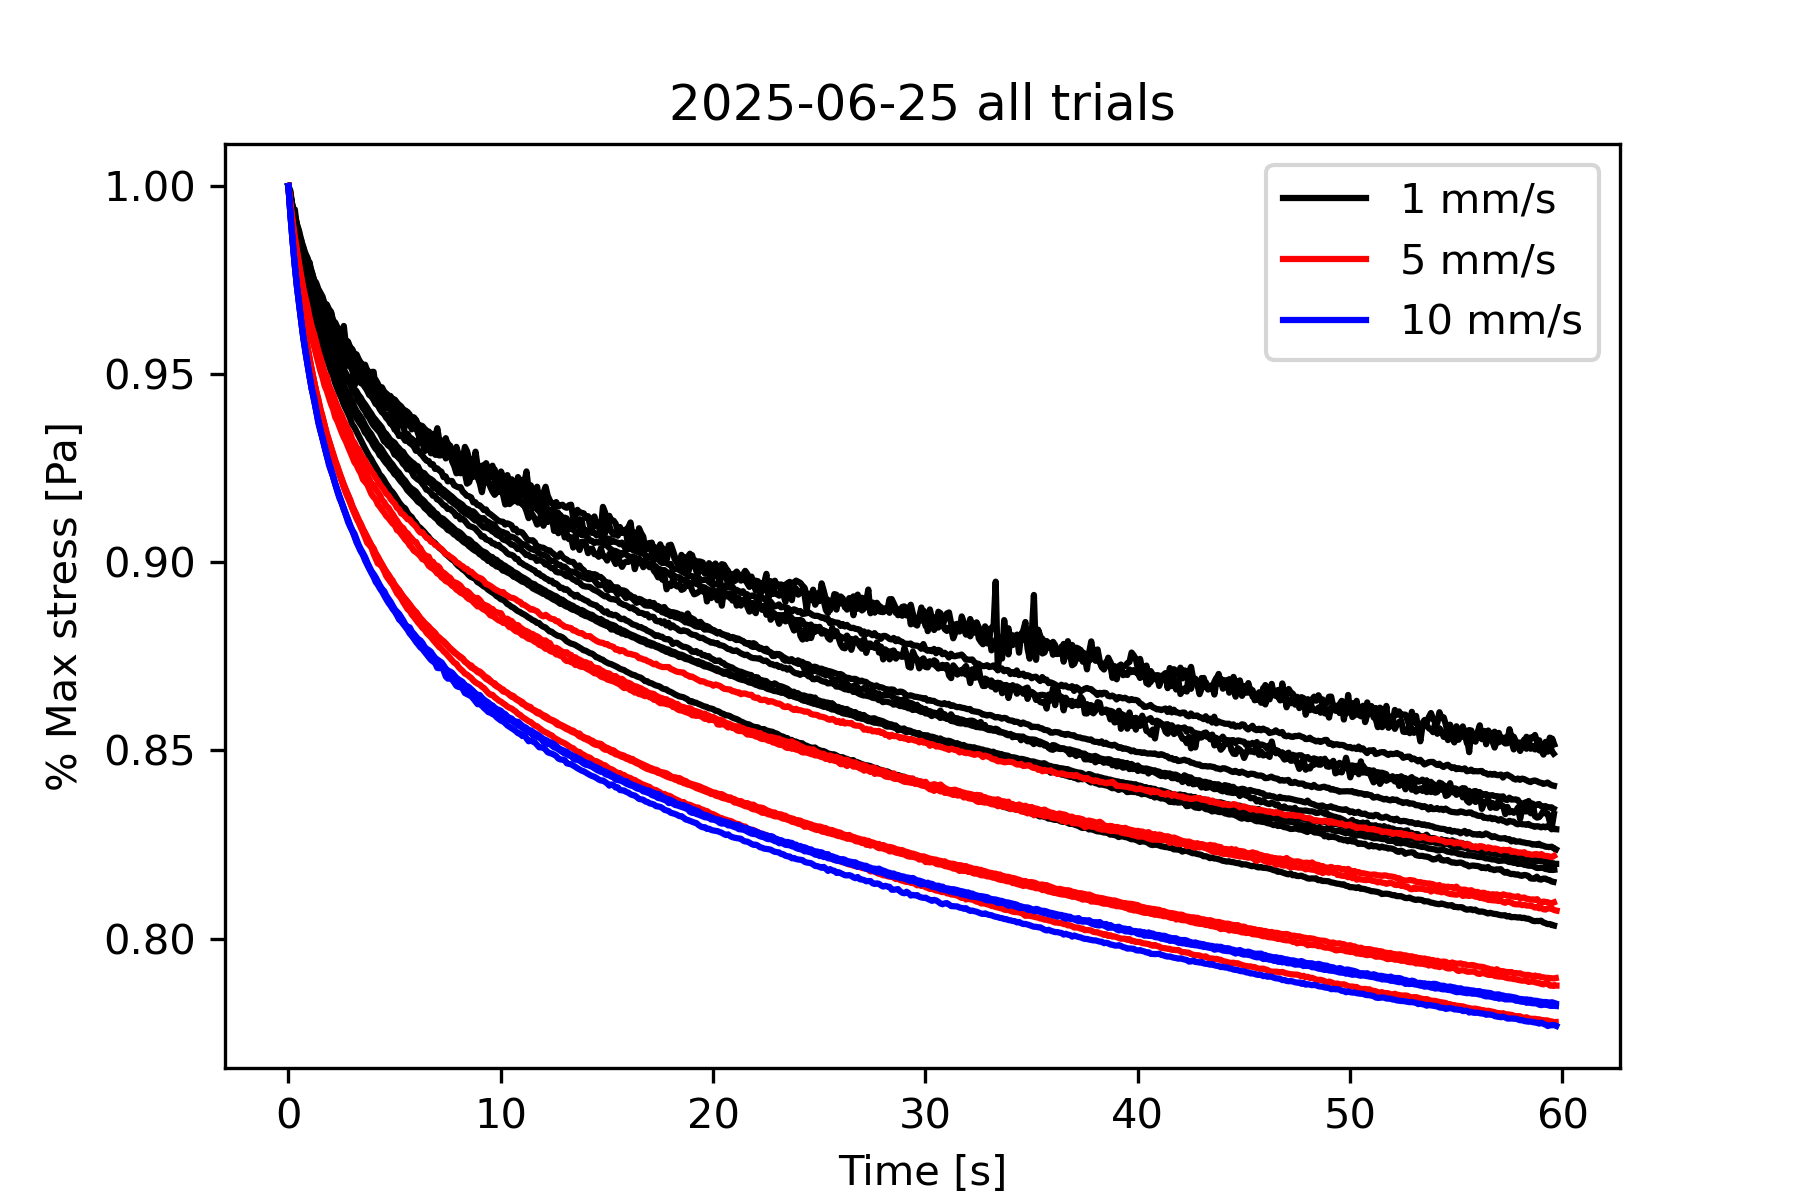 2025-06-25 all trials
1 mm/s
5 mm/s
10 mm/s
% Max stress [Pa]
1.00
0.95
0.90
0.85
0.80
0 10 20 30 40 50 60
Time [s]